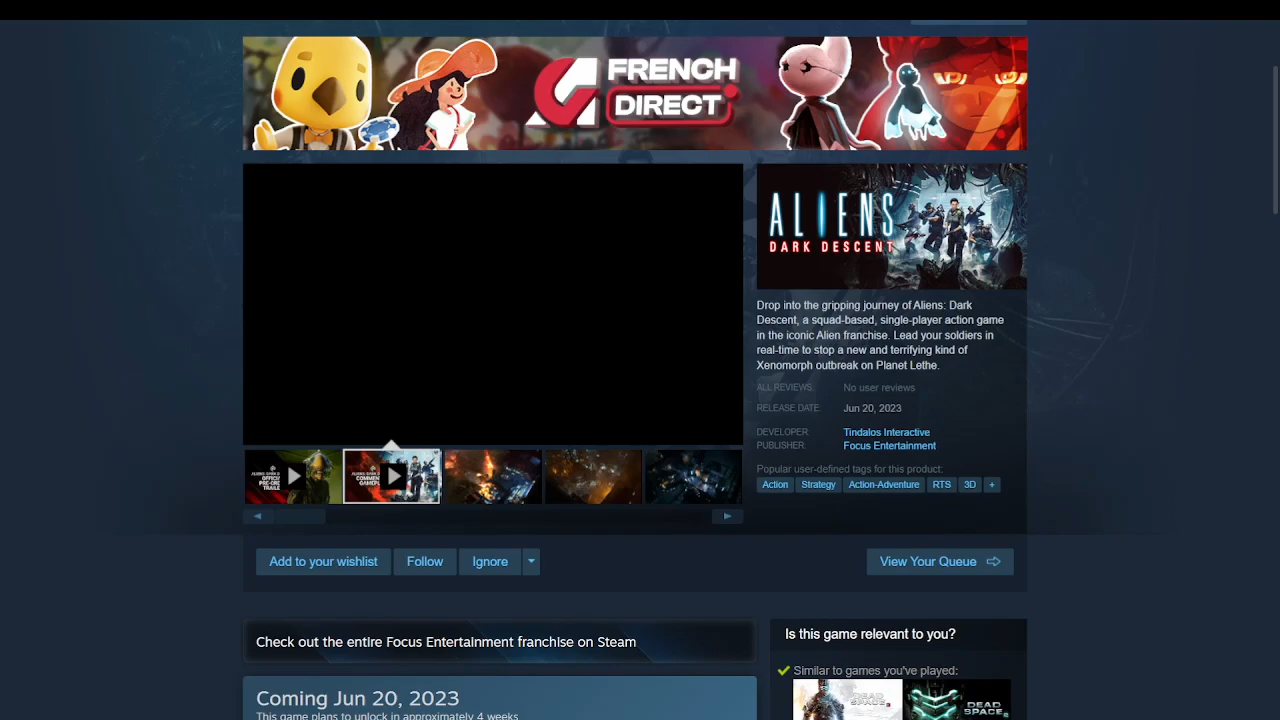 FRENCH
DIRECT
ALIENS
DARK DESCENT
Drop into the gripping journey of Aliens: Dark
Descent, a squad-based, single-player action game
in the iconic Alien franchise. Lead your soldiers in
real-time to stop a new and terrifying kind of
Xenomorph outbreak on Planet Lethe.
ALL REVIEWS: No user reviews
RELEASE DATE: Jun 20, 2023
DEVELOPER: Tindalos Interactive
PUBLISHER: Focus Entertainment
Popular user-defined tags for this product:
Action Strategy Action-Adventure RTS 3D +
Add to your wishlist Follow Ignore View Your Queue
Check out the entire Focus Entertainment franchise on Steam
Is this game relevant to you?
Similar to games you've played:
DEAD SPACE
DEAD SPACE
Coming Jun 20, 2023
This game plans to unlock in approximately 4 weeks